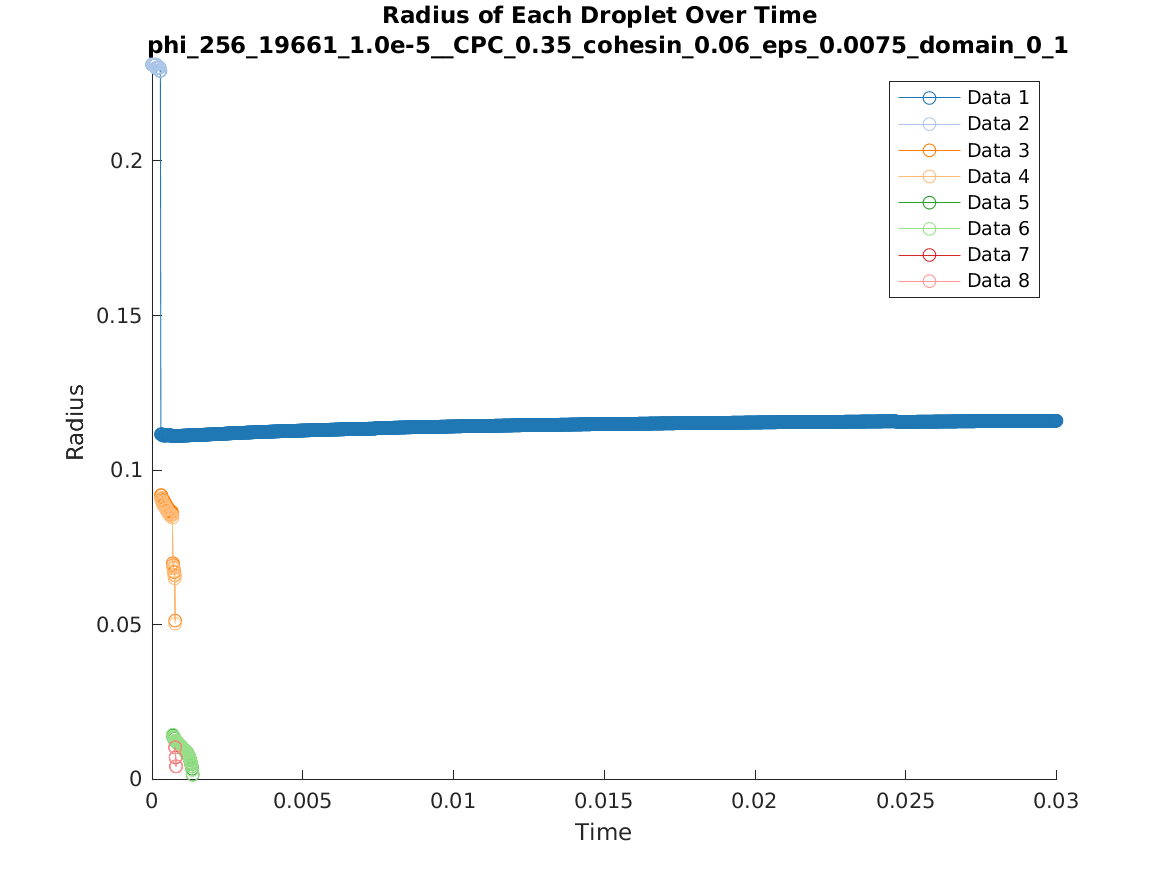 Radius of Each Droplet Over Time
phi_256_19661_1.0e-5__CPC_0.35_cohesin_0.06_eps_0.0075_domain_0_1
Data 1
Data 2
Data 3
Data 4
Data 5
Data 6
Data 7
Data 8
0.2
0.15
0.1
0.05
0
Radius
0
0.005
0.01
0.015
0.02
0.025
0.03
Time